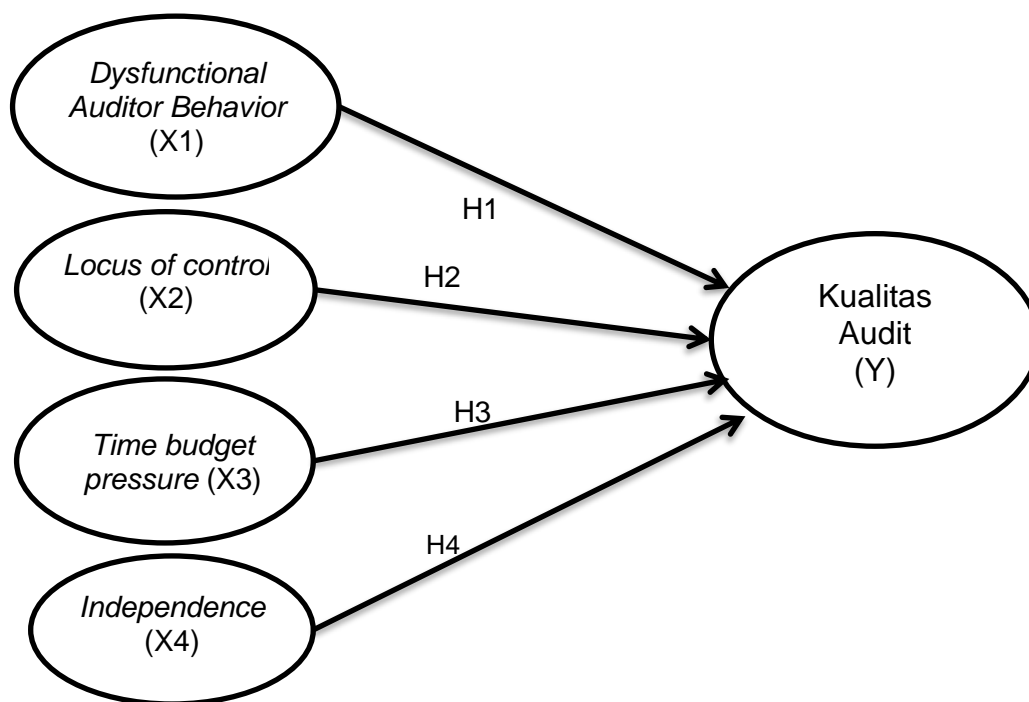 Dysfunctional
Auditor Behavior
(X1)
H1
Locus of control
(X2)
H2
Kualitas
Audit
(Y)
Time budget
pressure (X3)
H3
Independence
(X4)
H4